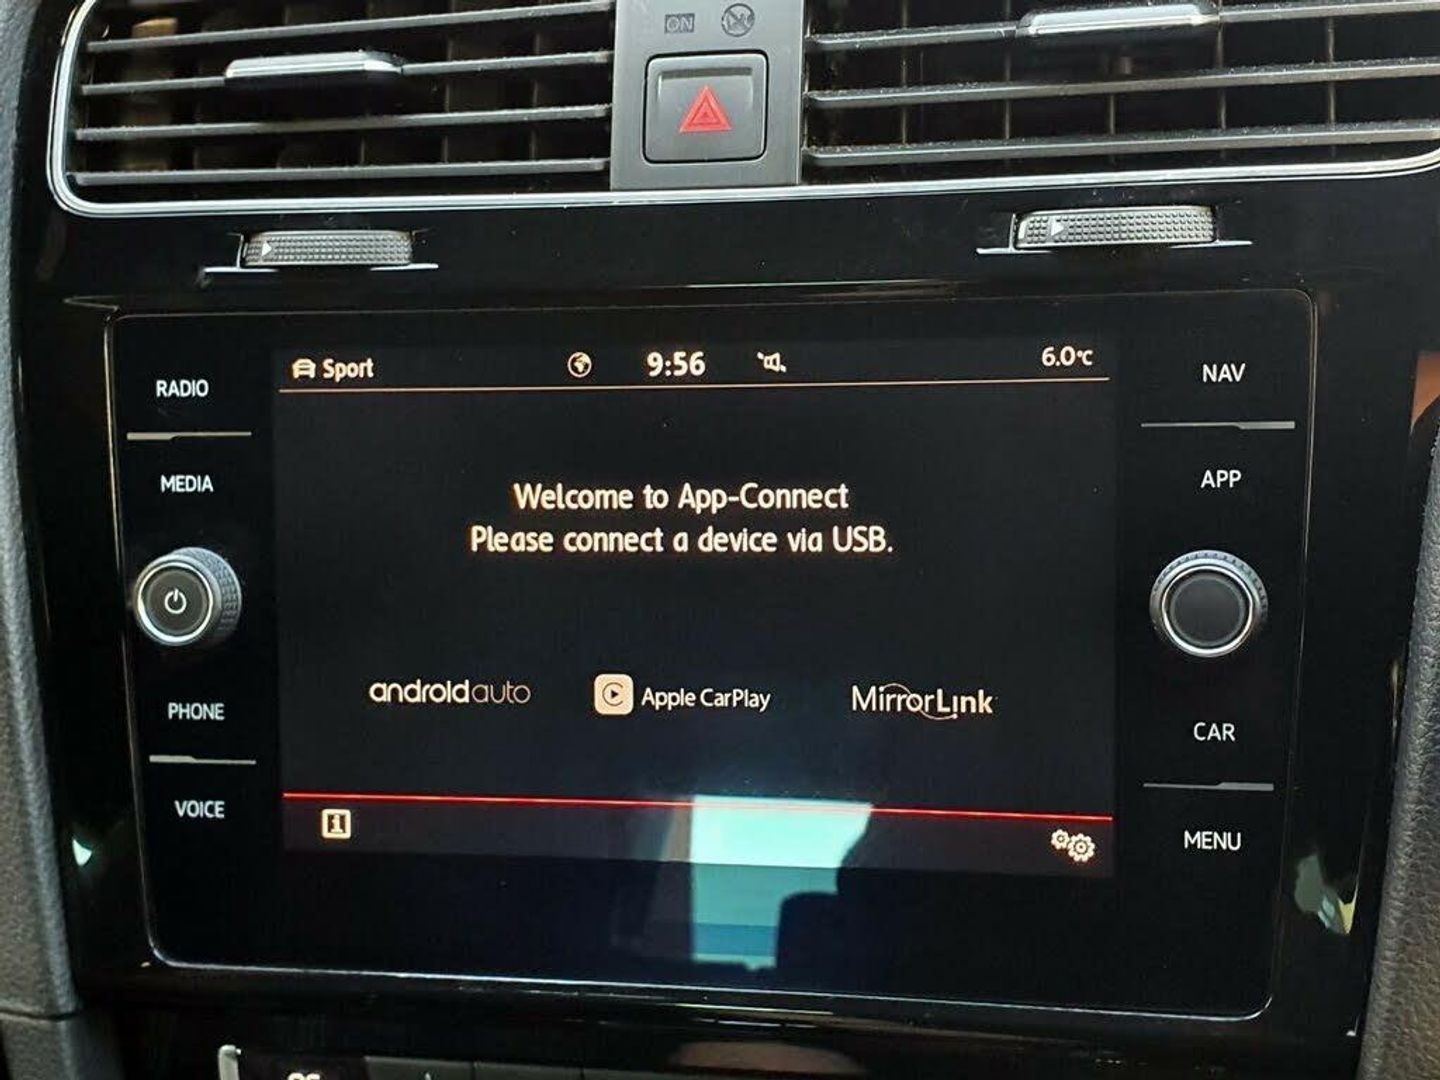 ON
RADIO
MEDIA
PHONE
VOICE
Sport
9:56
6.0°C
Welcome to App-Connect
Please connect a device via USB.
androidauto
Apple CarPlay
MirrorLink
NAV
APP
CAR
MENU